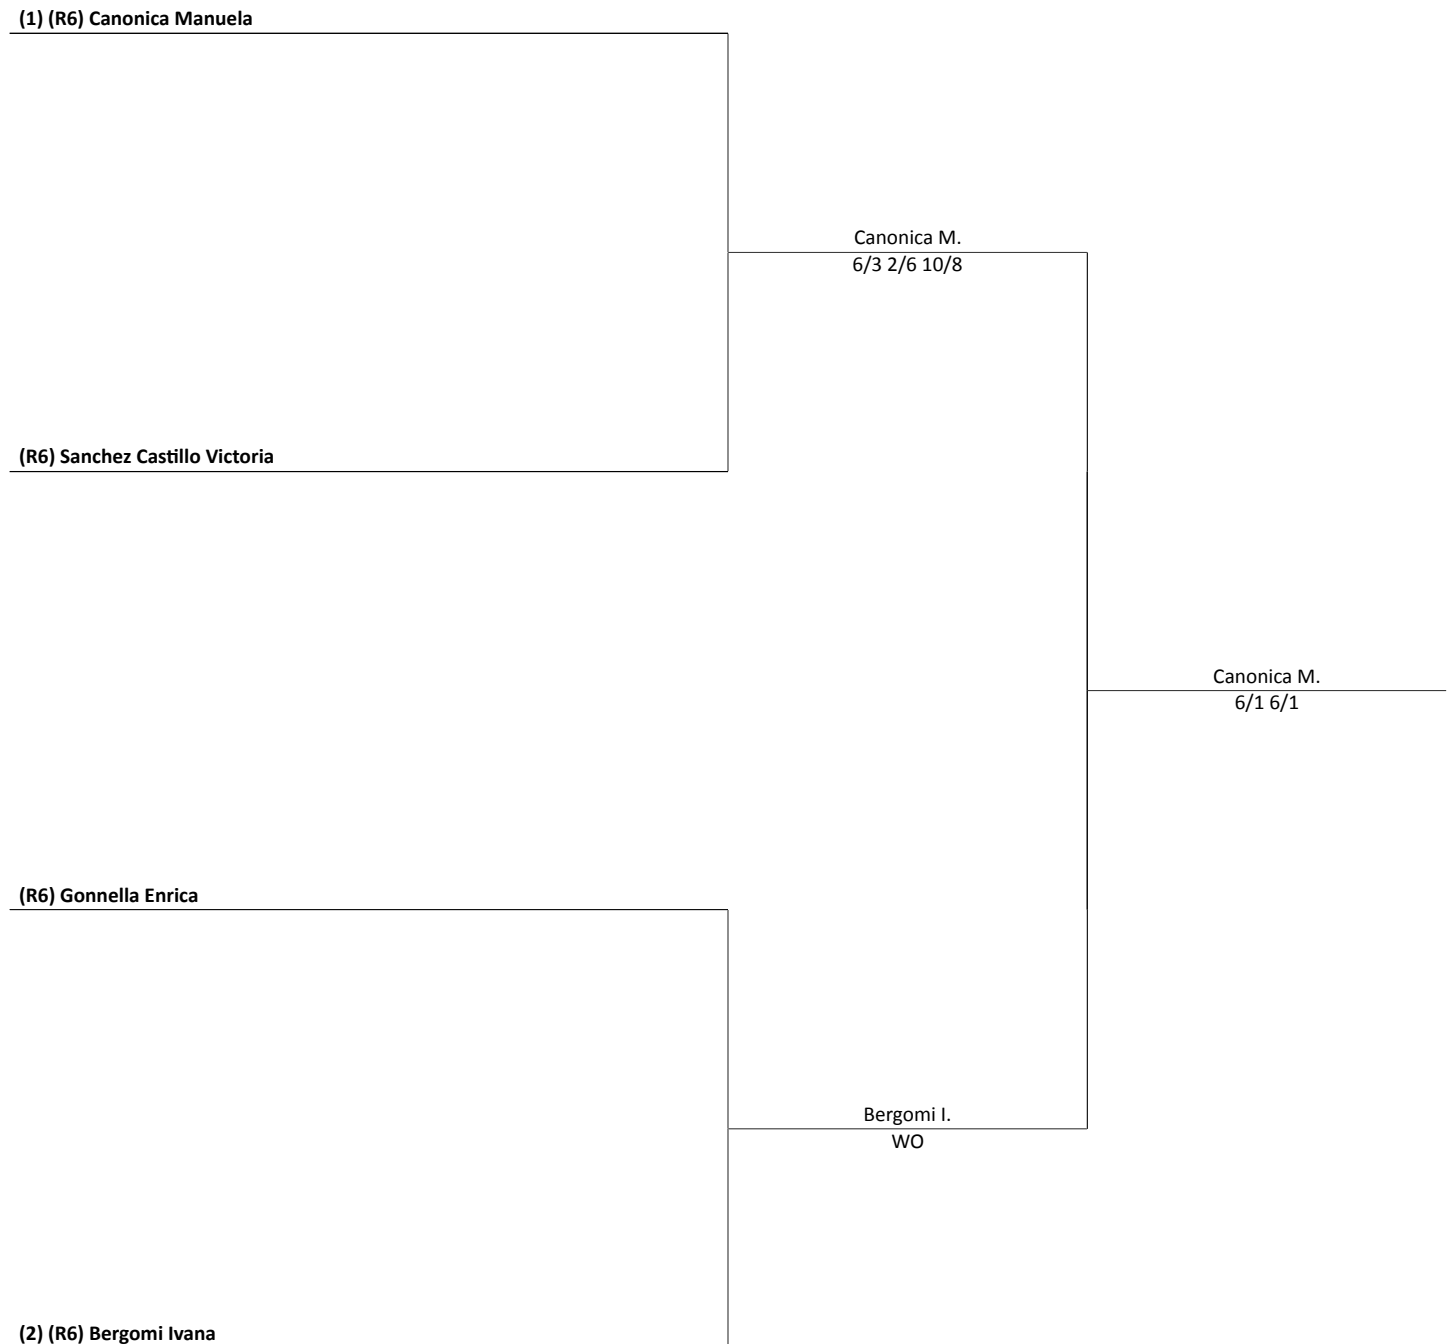 (1) (R6) Canonica Manuela
Canonica M.
6/3 2/6 10/8
(R6) Sanchez Castillo Victoria
Canonica M.
6/1 6/1
(R6) Gonnella Enrica
Bergomi I.
WO
(2) (R6) Bergomi Ivana